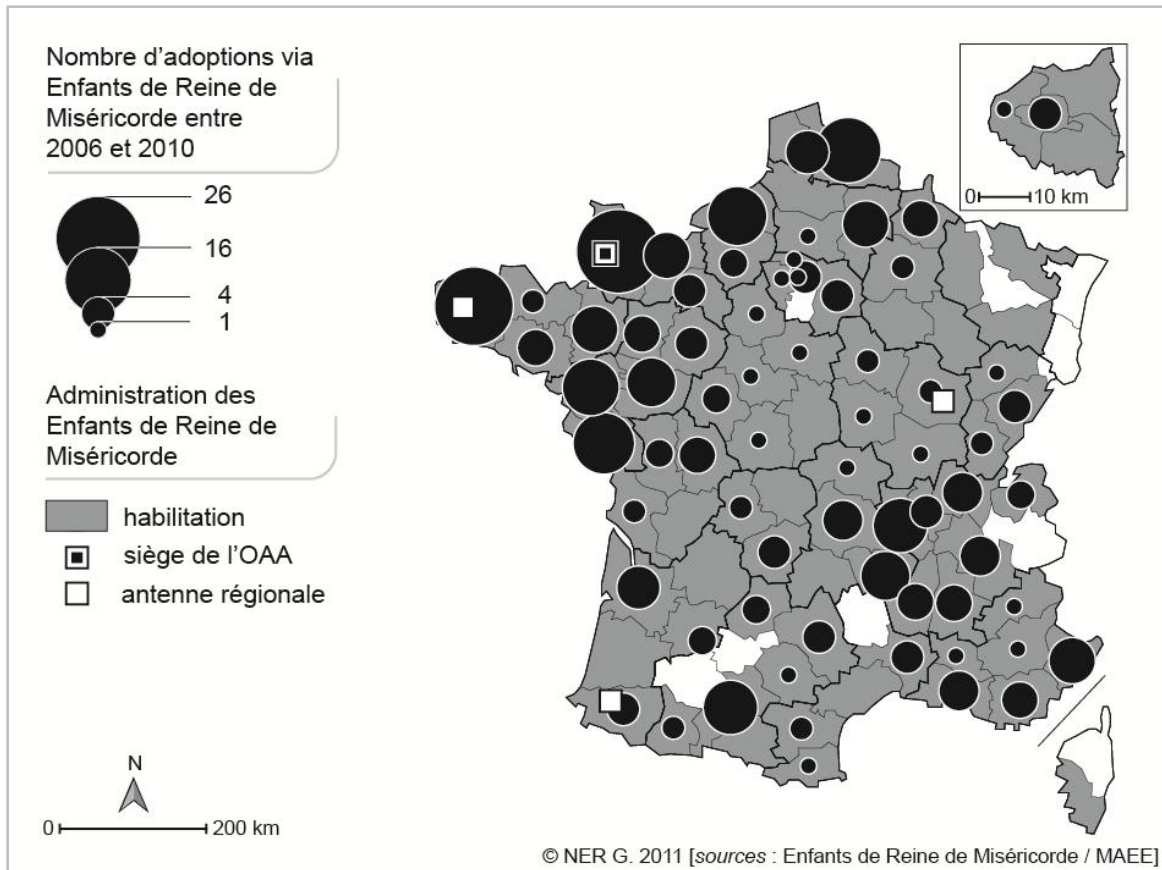 Nombre d'adoptions via
Enfants de Reine de
Miséricorde entre
2006 et 2010
26
16
4
1
Administration des
Enfants de Reine de
Miséricorde
habilitation
siège de l'OAA
antenne régionale
N
0 200 km
0 10 km
© NER G. 2011 [sources : Enfants de Reine de Miséricorde / MAEE]